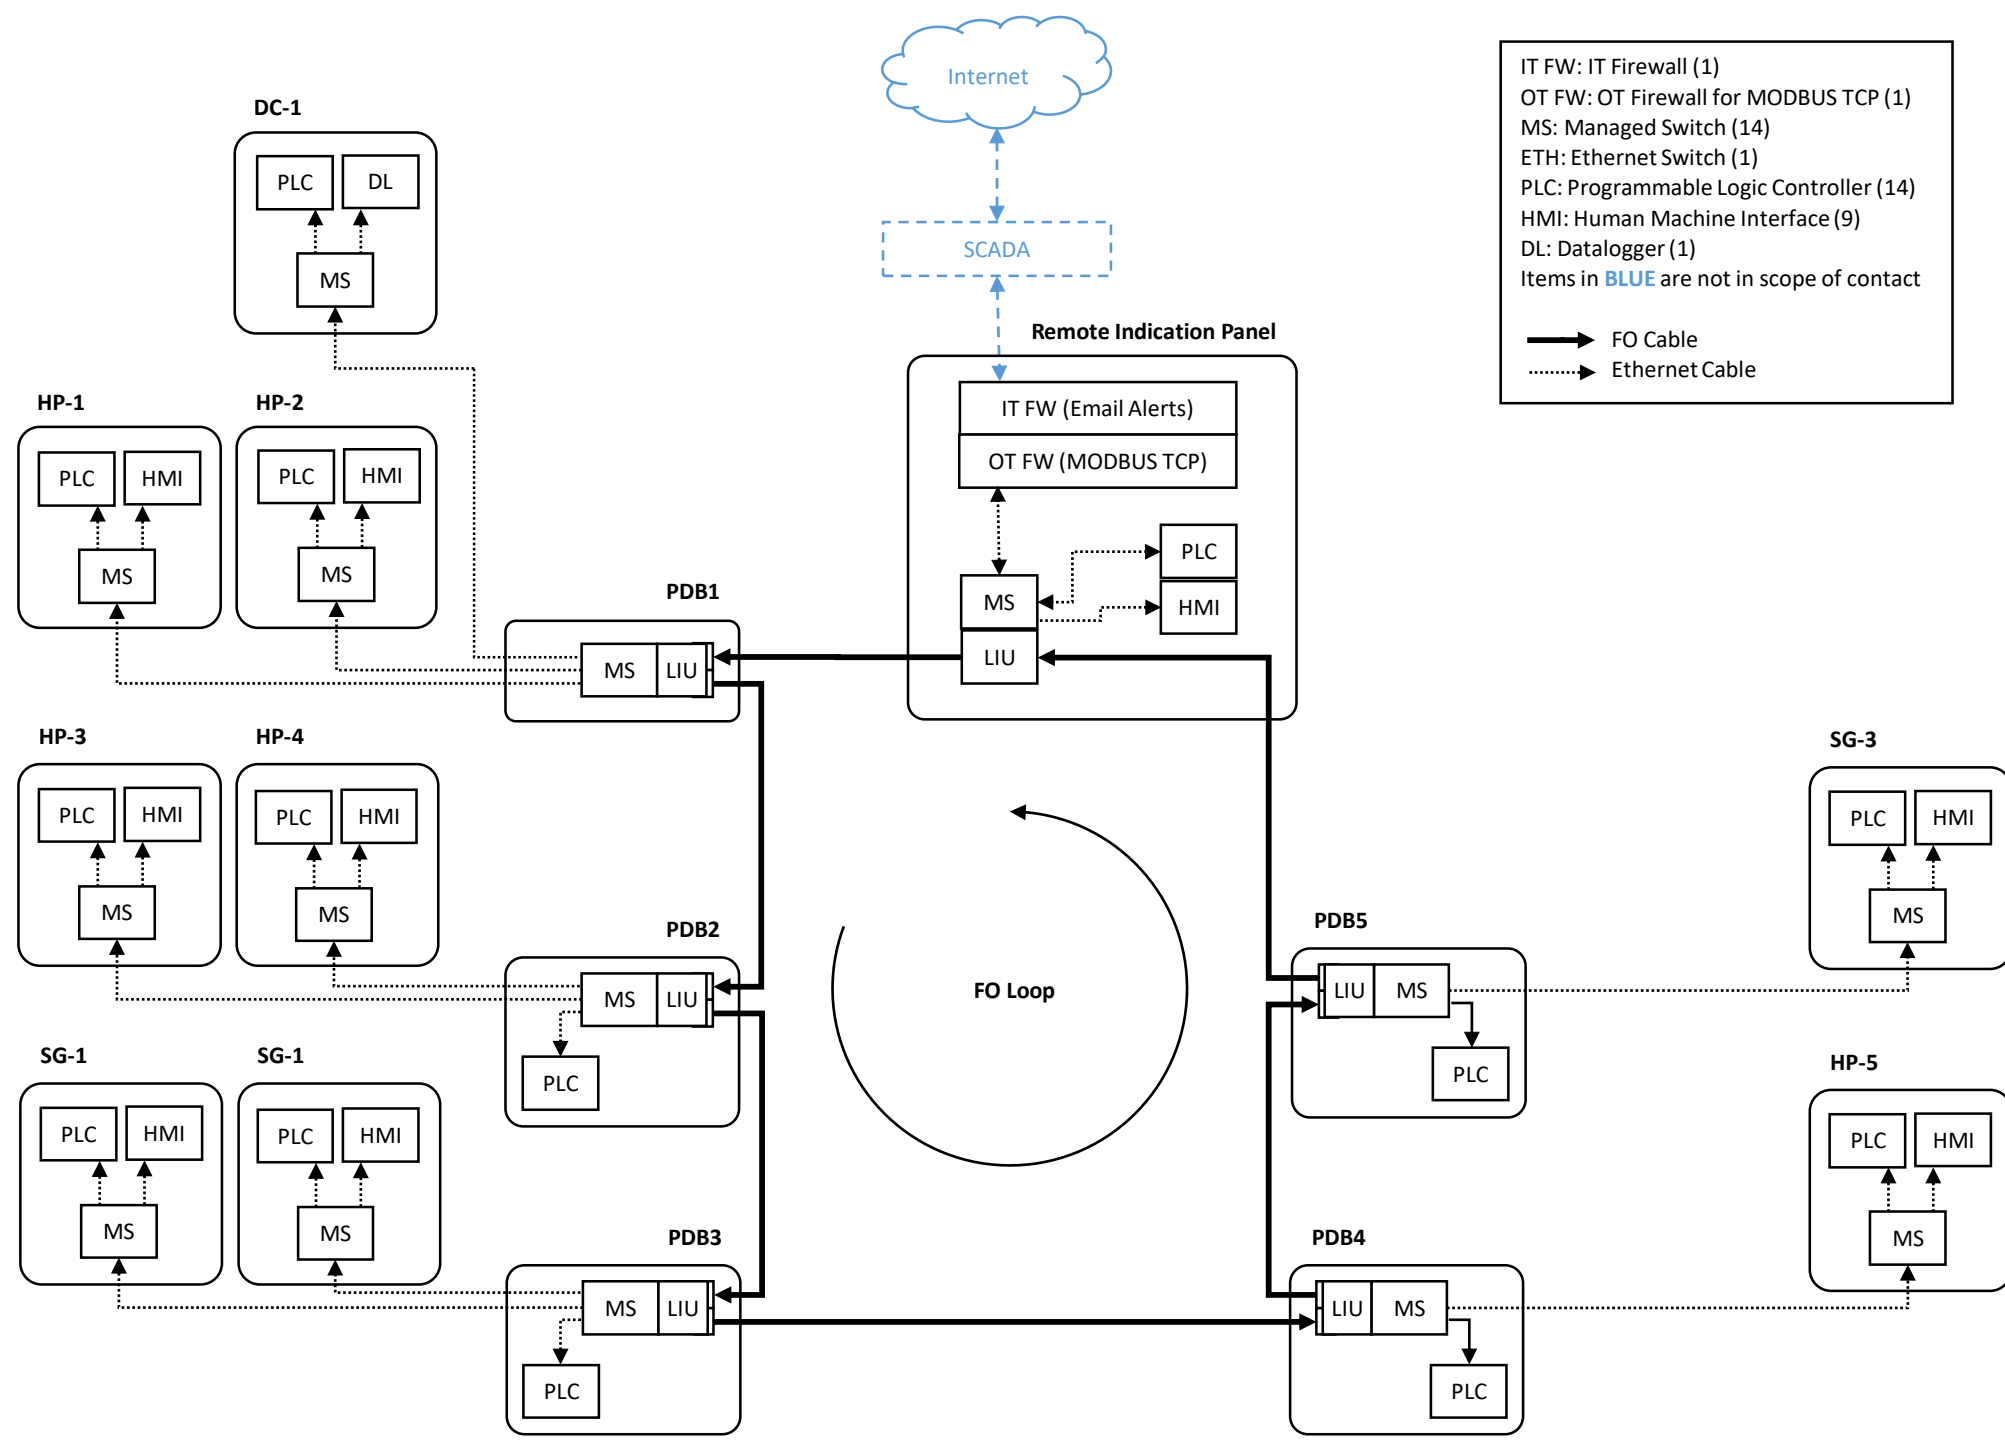 Internet
SCADA
IT FW: IT Firewall (1)
OT FW: OT Firewall for MODBUS TCP (1)
MS: Managed Switch (14)
ETH: Ethernet Switch (1)
PLC: Programmable Logic Controller (14)
HMI: Human Machine Interface (9)
DL: Datalogger (1)
Items in BLUE are not in scope of contact
FO Cable
Ethernet Cable
DC-1
PLC
DL
MS
Remote Indication Panel
IT FW (Email Alerts)
OT FW (MODBUS TCP)
PLC
MS
HMI
LIU
HP-1
PLC
HMI
MS
HP-2
PLC
HMI
MS
PDB1
MS
LIU
HP-3
PLC
HMI
MS
HP-4
PLC
HMI
MS
PDB2
MS
LIU
PLC
SG-1
PLC
HMI
MS
SG-1
PLC
HMI
MS
PDB3
MS
LIU
PLC
FO Loop
PDB5
LIU
MS
PLC
SG-3
PLC
HMI
MS
PDB4
LIU
MS
PLC
HP-5
PLC
HMI
MS